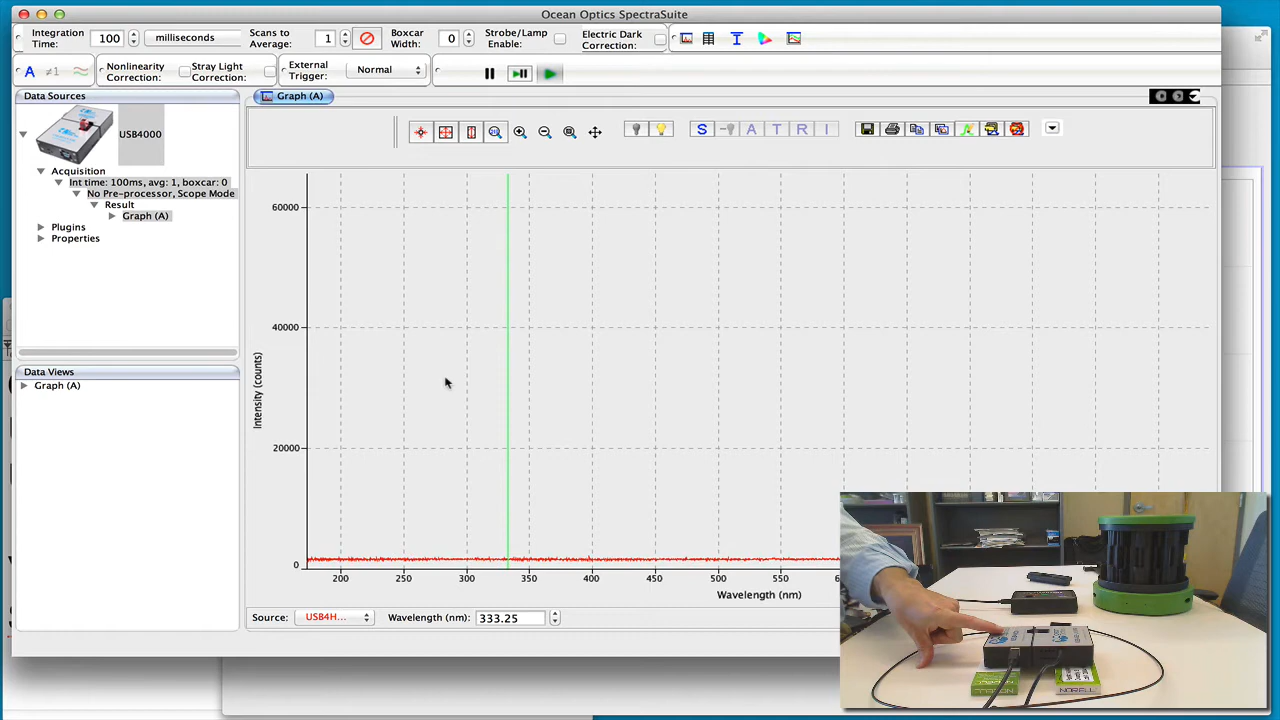 Ocean Optics SpectraSuite
Integration Time: 100 milliseconds Scans to Average: 1 Boxcar Width: 0 Strobe/Lamp Enable: Electric Dark Correction:
A ≠1 Nonlinearity Correction: Stray Light Correction: External Trigger: Normal
Data Sources
Graph (A)
USB4000
S A T R I
Acquisition
Int time: 100ms, avg: 1, boxcar: 0
No Pre-processor, Scope Mode
Result
Graph (A)
Plugins
Properties
Data Views
Graph (A)
Intensity (counts)
60000
40000
20000
0
200 250 300 350 400 450 500 550
Wavelength (nm)
Source: USB4H... Wavelength (nm): 333.25
NORELL